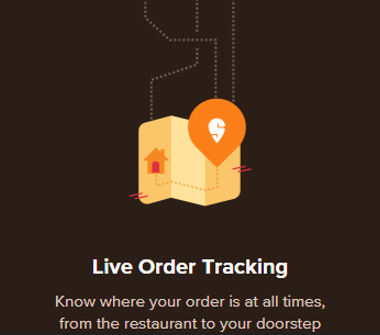 Live Order Tracking
Know where your order is at all times,
from the restaurant to your doorstep